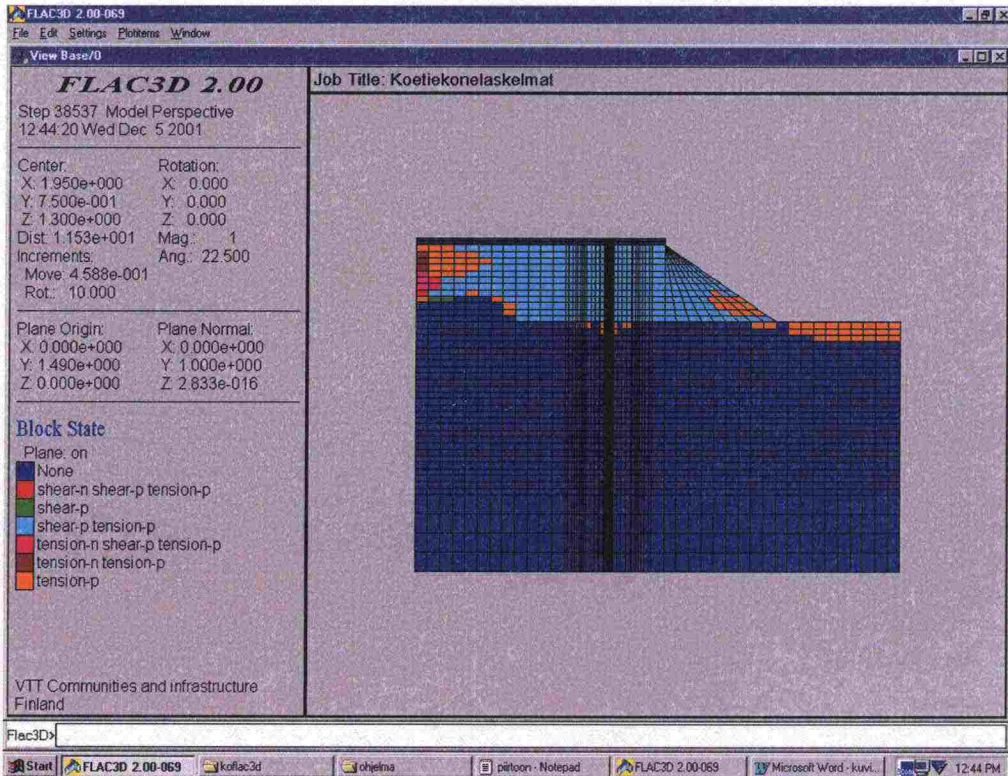 FLAC3D 2.00-069
File Edit Settings Plotitems Window
View Base/0
FLAC3D 2.00
Step 38537 Model Perspective
12:44:20 Wed Dec 5 2001
Center: Rotation:
X: 1.950e+000 X: 0.000
Y: 7.500e-001 Y: 0.000
Z: 1.300e+000 Z: 0.000
Dist: 1.153e+001 Mag.: 1
Increments: Ang.: 22.500
Move: 4.588e-001
Rot.: 10.000
Plane Origin: Plane Normal:
X: 0.000e+000 X: 0.000e+000
Y: 1.490e+000 Y: 1.000e+000
Z: 0.000e+000 Z: 2.833e-016
Block State
Plane: on
None
shear-n shear-p tension-p
shear-p
shear-p tension-p
tension-n shear-p tension-p
tension-n tension-p
tension-p
VTT Communities and infrastructure
Finland
Job Title: Koetiekonelaskelmat
Flac3D>
Start FLAC3D 2.00-069 koflac3d ohjelma piirtoon - Notepad FLAC3D 2.00-069 Microsoft Word - kuvi... 12:44 PM